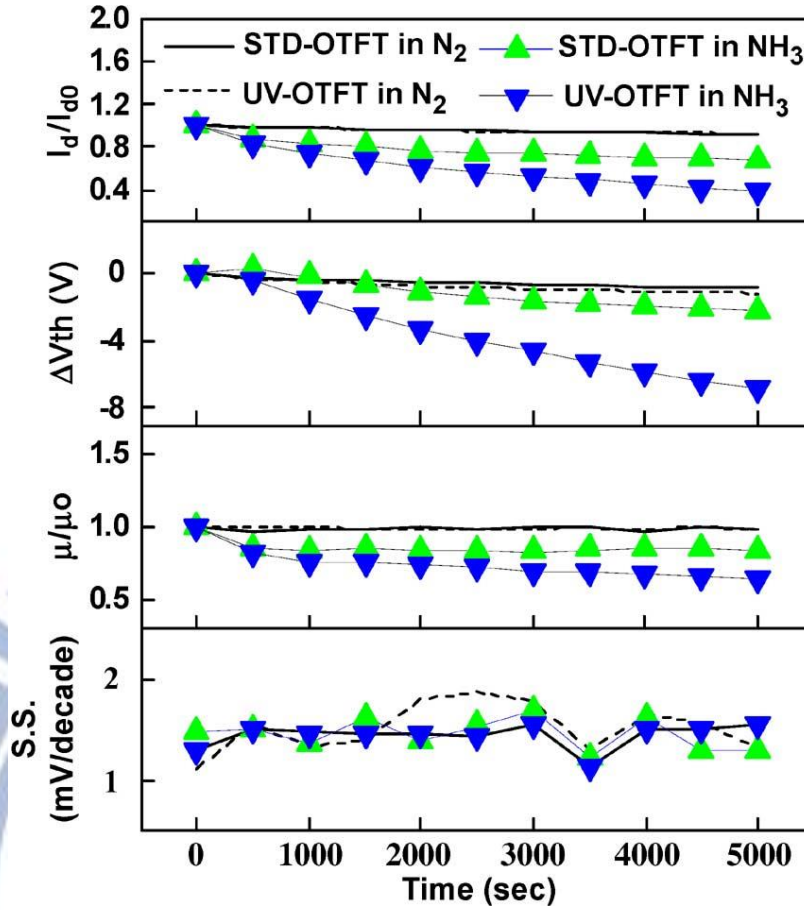 STD-OTFT in N2 STD-OTFT in NH3
UV-OTFT in N2 UV-OTFT in NH3
Id/Id0
2.0
1.6
1.2
0.8
0.4
ΔVth (V)
0
-4
-8
μ/μo
1.5
1.0
0.5
S.S.
(mV/decade)
2
1
0 1000 2000 3000 4000 5000
Time (sec)